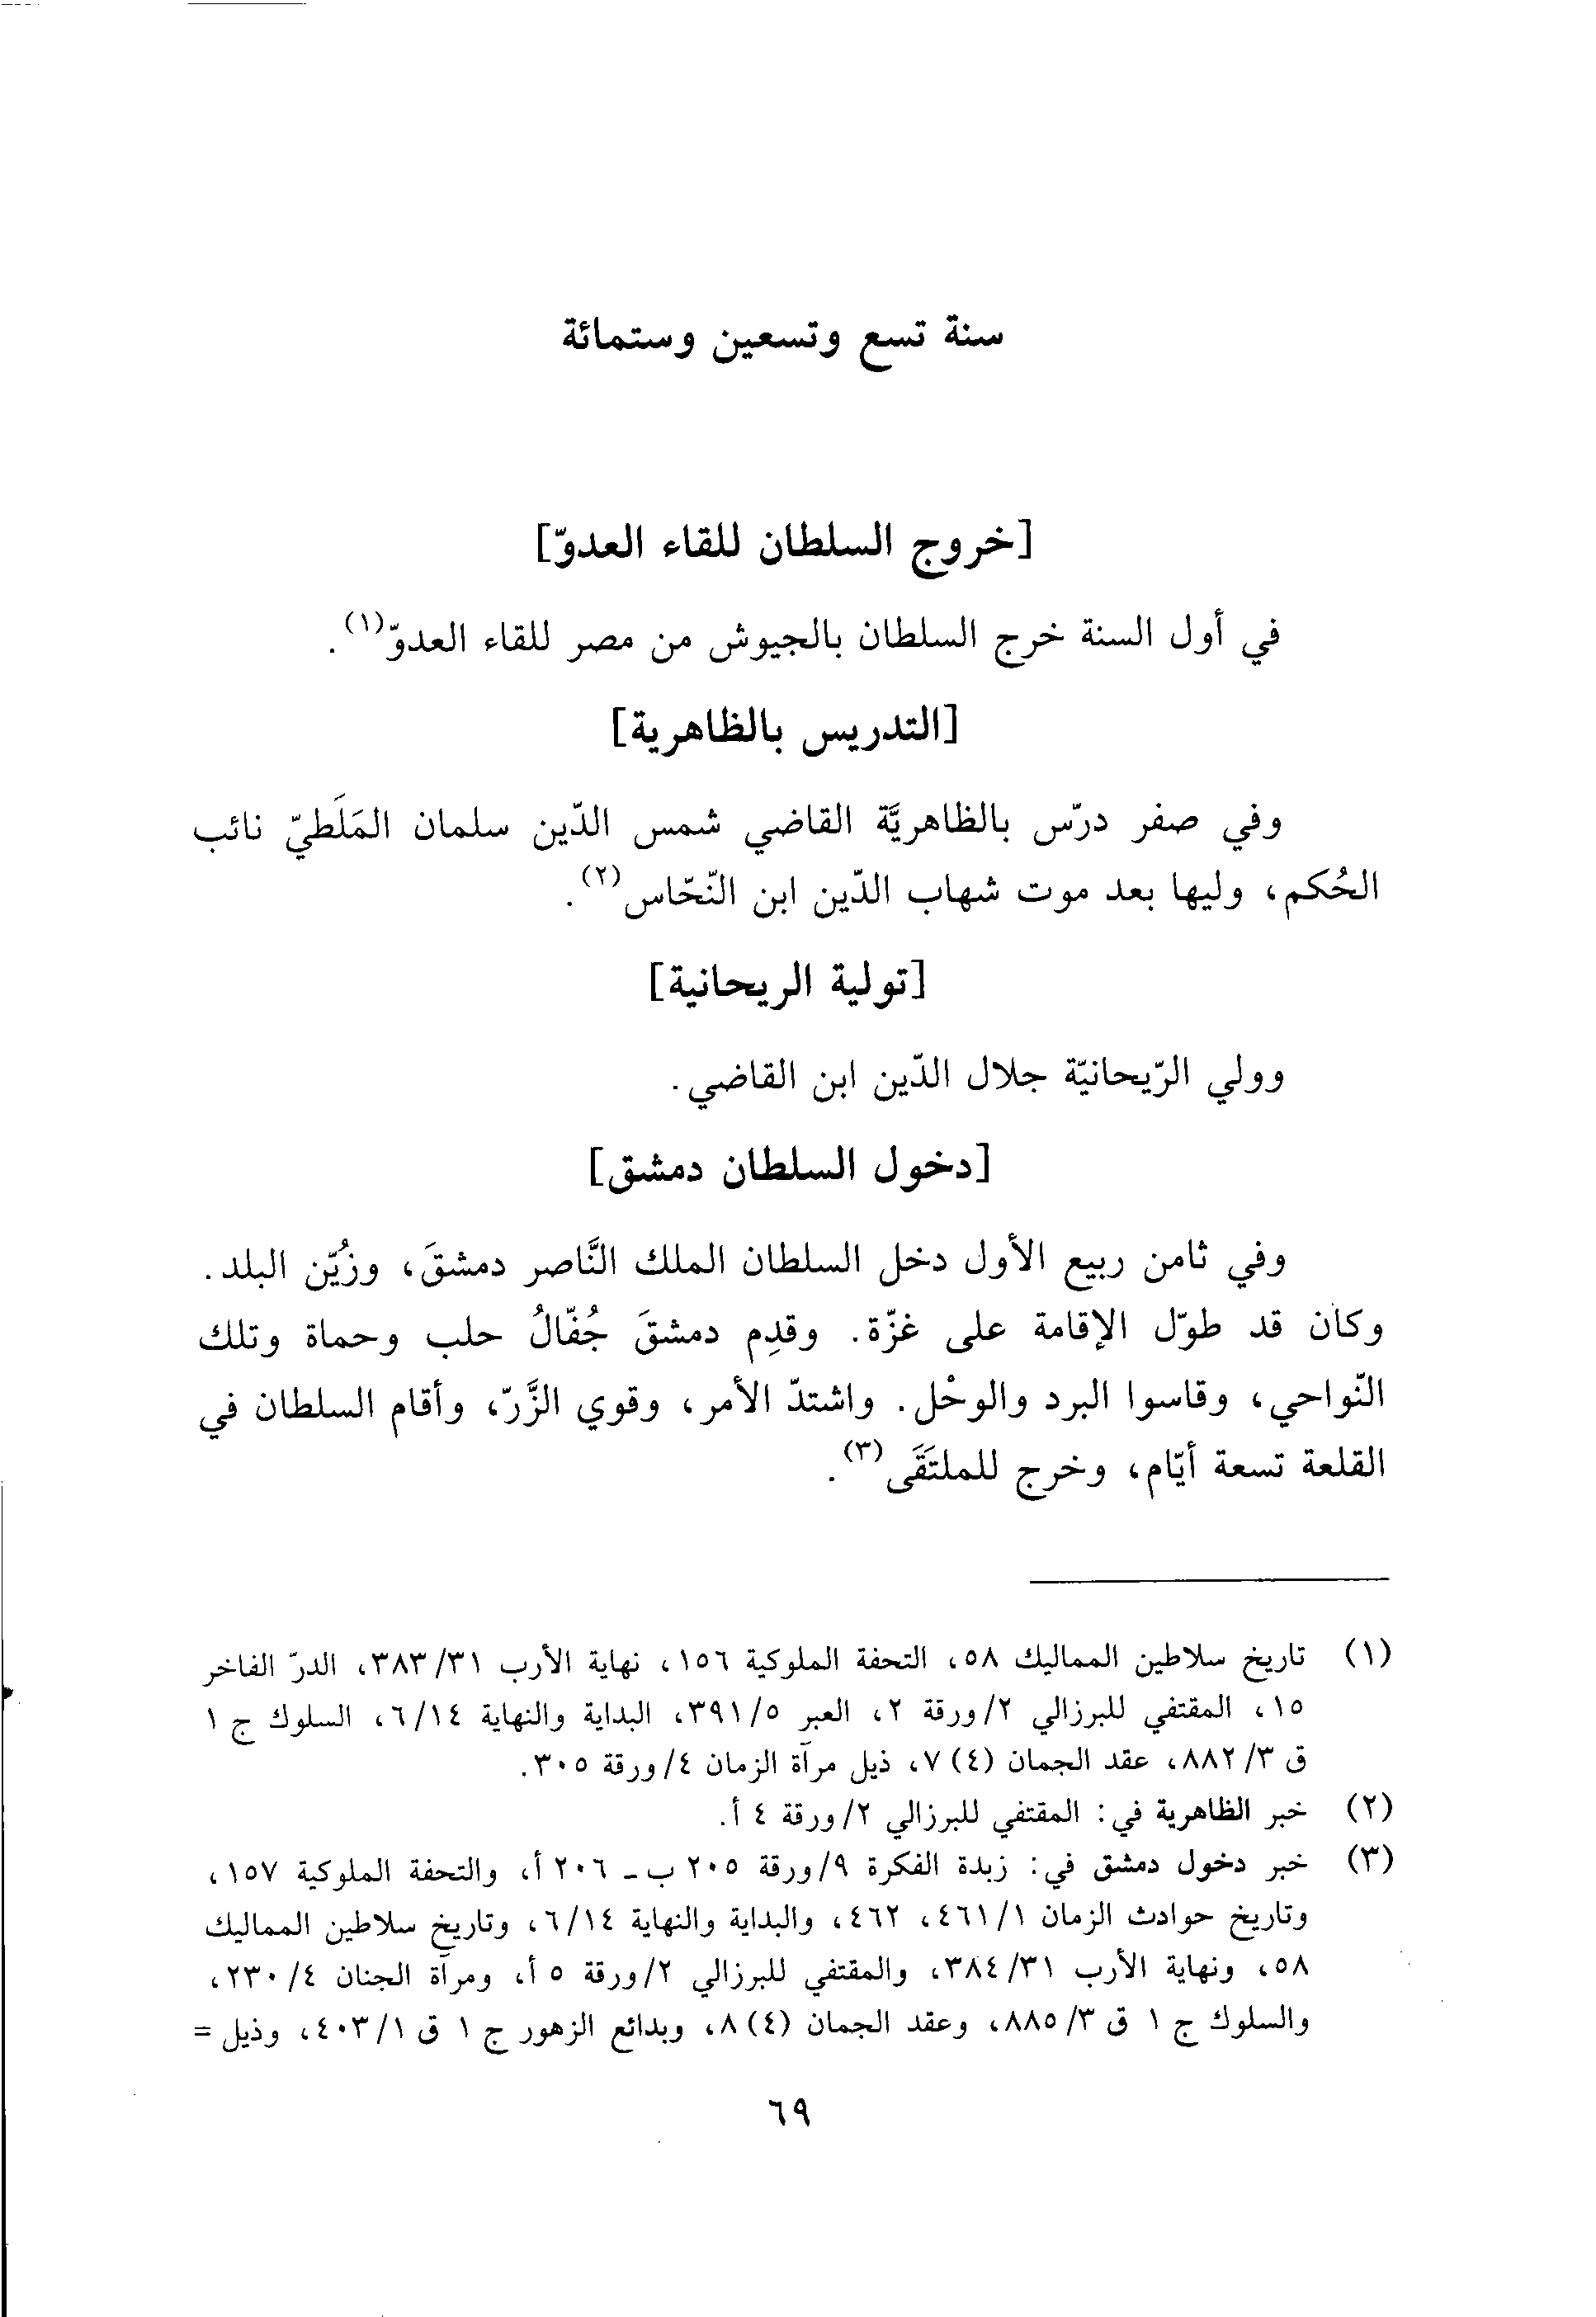 سنة تسع وتسعين وستمائة
[خروج السلطان للقاء العدوّ]
في أول السنة خرج السلطان بالجيوش من مصر للقاء العدوّ(١).
[التدريس بالظاهرية]
وفي صفر درّس بالظاهريَّة القاضي شمس الدّين سلمان المَلَطيّ نائب
الحُكم، وليها بعد موت شهاب الدّين ابن النّحّاس(٢).
[تولية الريحانية]
وولي الرّيحانيّة جلال الدّين ابن القاضي.
[دخول السلطان دمشق]
وفي ثامن ربيع الأول دخل السلطان الملك النَّاصر دمشقَ، وزُيّن البلد.
وكان قد طوّل الإقامة على غزّة. وقدِم دمشقَ جُفّالُ حلب وحماة وتلك
النّواحي، وقاسوا البرد والوحْل. واشتدّ الأمر، وقوي الزَّرّ، وأقام السلطان في
القلعة تسعة أيّام، وخرج للملتَقَى(٣).
(١) تاريخ سلاطين المماليك ٥٨، التحفة الملوكية ١٥٦، نهاية الأرب ٣١/ ٣٨٣، الدرّ الفاخر
١٥، المقتفي للبرزالي ٢/ ورقة ٢، العبر ٥/ ٣٩١، البداية والنهاية ١٤/ ٦، السلوك ج ١
ق ٣/ ٨٨٢، عقد الجمان (٤) ٧، ذيل مرآة الزمان ٤/ ورقة ٣٠٥.
(٢) خبر الظاهرية في: المقتفي للبرزالي ٢/ ورقة ٤ أ.
(٣) خبر دخول دمشق في: زبدة الفكرة ٩/ ورقة ٢٠٥ ب ـ ٢٠٦ أ، والتحفة الملوكية ١٥٧،
وتاريخ حوادث الزمان ١/ ٤٦١، ٤٦٢، والبداية والنهاية ١٤/ ٦، وتاريخ سلاطين المماليك
٥٨، ونهاية الأرب ٣١/ ٣٨٤، والمقتفي للبرزالي ٢/ ورقة ٥ أ، ومرآة الجنان ٤/ ٢٣٠،
والسلوك ج ١ ق ٣/ ٨٨٥، وعقد الجمان (٤) ٨، وبدائع الزهور ج ١ ق ١/ ٤٠٣، وذيل =
٦٩